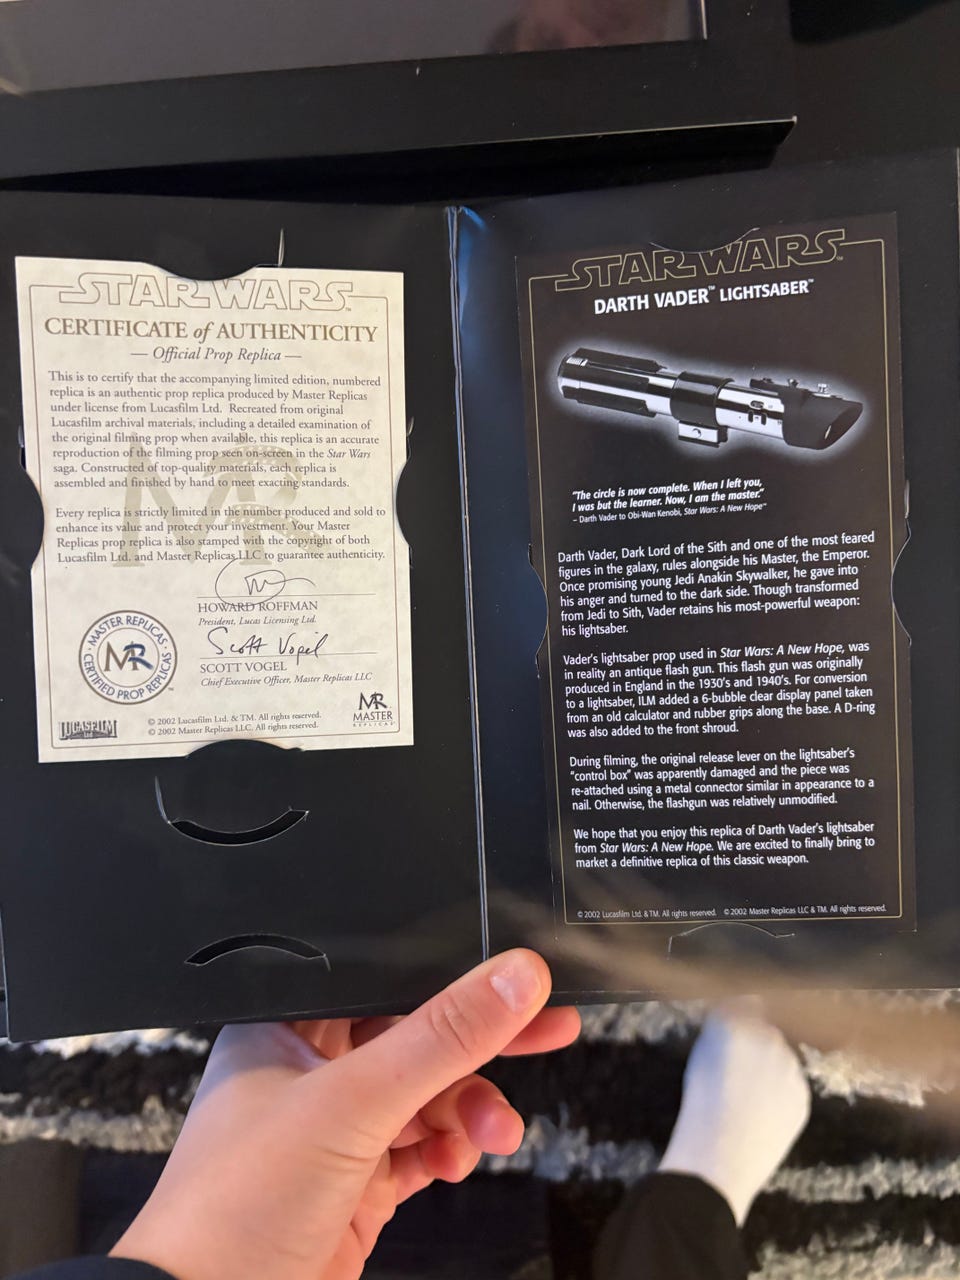 STAR WARS
CERTIFICATE of AUTHENTICITY
— Official Prop Replica —
This is to certify that the accompanying limited edition, numbered
replica is an authentic prop replica produced by Master Replicas
under license from Lucasfilm Ltd. Recreated from original
Lucasfilm archival materials, including a detailed examination of
the original filming prop when available, this replica is an accurate
reproduction of the filming prop seen on-screen in the Star Wars
saga. Constructed of top-quality materials, each replica is
assembled and finished by hand to meet exacting standards.
Every replica is strictly limited in the number produced and sold to
enhance its value and protect your investment. Your Master
Replicas prop replica is also stamped with the copyright of both
Lucasfilm Ltd. and Master Replicas LLC to guarantee authenticity.
HOWARD ROFFMAN
President, Lucas Licensing Ltd.
Scott Vogel
SCOTT VOGEL
Chief Executive Officer, Master Replicas LLC
MASTER REPLICAS
MR
CERTIFIED PROP REPLICA
™
LUCASFILM
Ltd.
© 2002 Lucasfilm Ltd. & TM. All rights reserved.
© 2002 Master Replicas LLC. All rights reserved.
MR
MASTER
REPLICAS
STAR WARS™
DARTH VADER™ LIGHTSABER™
"The circle is now complete. When I left you,
I was but the learner. Now, I am the master."
– Darth Vader to Obi-Wan Kenobi, Star Wars: A New Hope™
Darth Vader, Dark Lord of the Sith and one of the most feared
figures in the galaxy, rules alongside his Master, the Emperor.
Once promising young Jedi Anakin Skywalker, he gave into
his anger and turned to the dark side. Though transformed
from Jedi to Sith, Vader retains his most-powerful weapon:
his lightsaber.
Vader's lightsaber prop used in Star Wars: A New Hope, was
in reality an antique flash gun. This flash gun was originally
produced in England in the 1930's and 1940's. For conversion
to a lightsaber, ILM added a 6-bubble clear display panel taken
from an old calculator and rubber grips along the base. A D-ring
was also added to the front shroud.
During filming, the original release lever on the lightsaber's
"control box" was apparently damaged and the piece was
re-attached using a metal connector similar in appearance to a
nail. Otherwise, the flashgun was relatively unmodified.
We hope that you enjoy this replica of Darth Vader's lightsaber
from Star Wars: A New Hope. We are excited to finally bring to
market a definitive replica of this classic weapon.
© 2002 Lucasfilm Ltd. & TM. All rights reserved. © 2002 Master Replicas LLC & TM. All rights reserved.